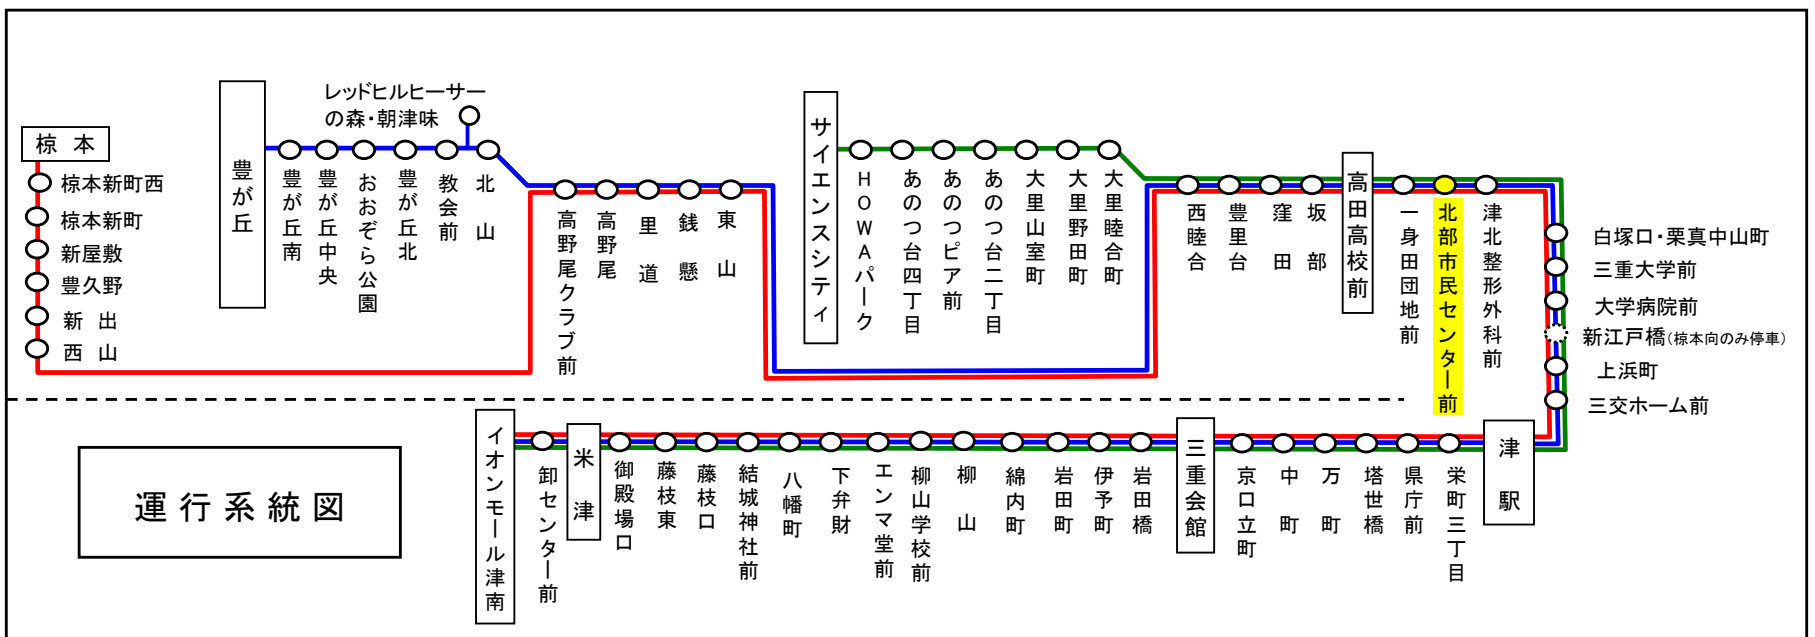 椋本
椋本新町西
椋本新町
新屋敷
豊久野
新出
西山
豊が丘
豊が丘南
豊が丘中央
おおぞら公園
豊が丘北
教会前
レッドヒルヒーサー
の森・朝津味
北山
高野尾クラブ前
高野尾
里道
銭懸
東山
サイエンスシティ
HOWAパーク
あのつ台四丁目
あのつピア前
あのつ台二丁目
大里山室町
大里野田町
大里睦合町
西睦合
豊里台
窪田
坂部
高田高校前
一身田団地前
北部市民センター前
津北整形外科前
白塚口・栗真中山町
三重大学前
大学病院前
新江戸橋(椋本向のみ停車)
上浜町
三交ホーム前
運行系統図
イオンモール津南
卸センター前
米津
御殿場口
藤枝東
藤枝口
結城神社前
八幡町
下弁財
エンマ堂前
柳山学校前
柳山
綿内町
岩田町
伊予町
岩田橋
三重会館
京口立町
中町
万町
塔世橋
県庁前
栄町三丁目
津駅